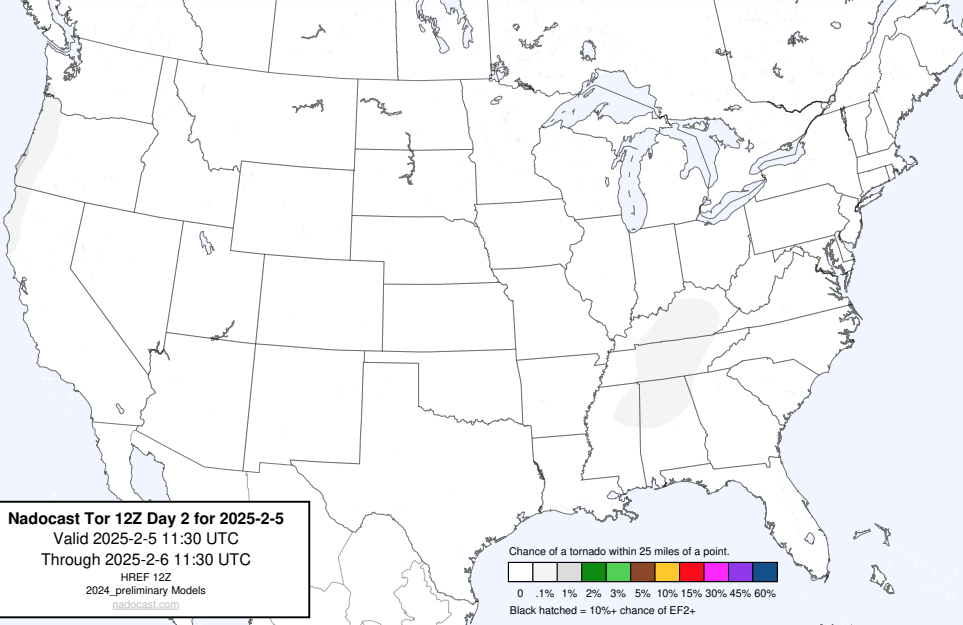 Nadocast Tor 12Z Day 2 for 2025-2-5
Valid 2025-2-5 11:30 UTC
Through 2025-2-6 11:30 UTC
HREF 12Z
2024_preliminary Models
nadocast.com
Chance of a tornado within 25 miles of a point.
0 .1% 1% 2% 3% 5% 10% 15% 30% 45% 60%
Black hatched = 10%+ chance of EF2+